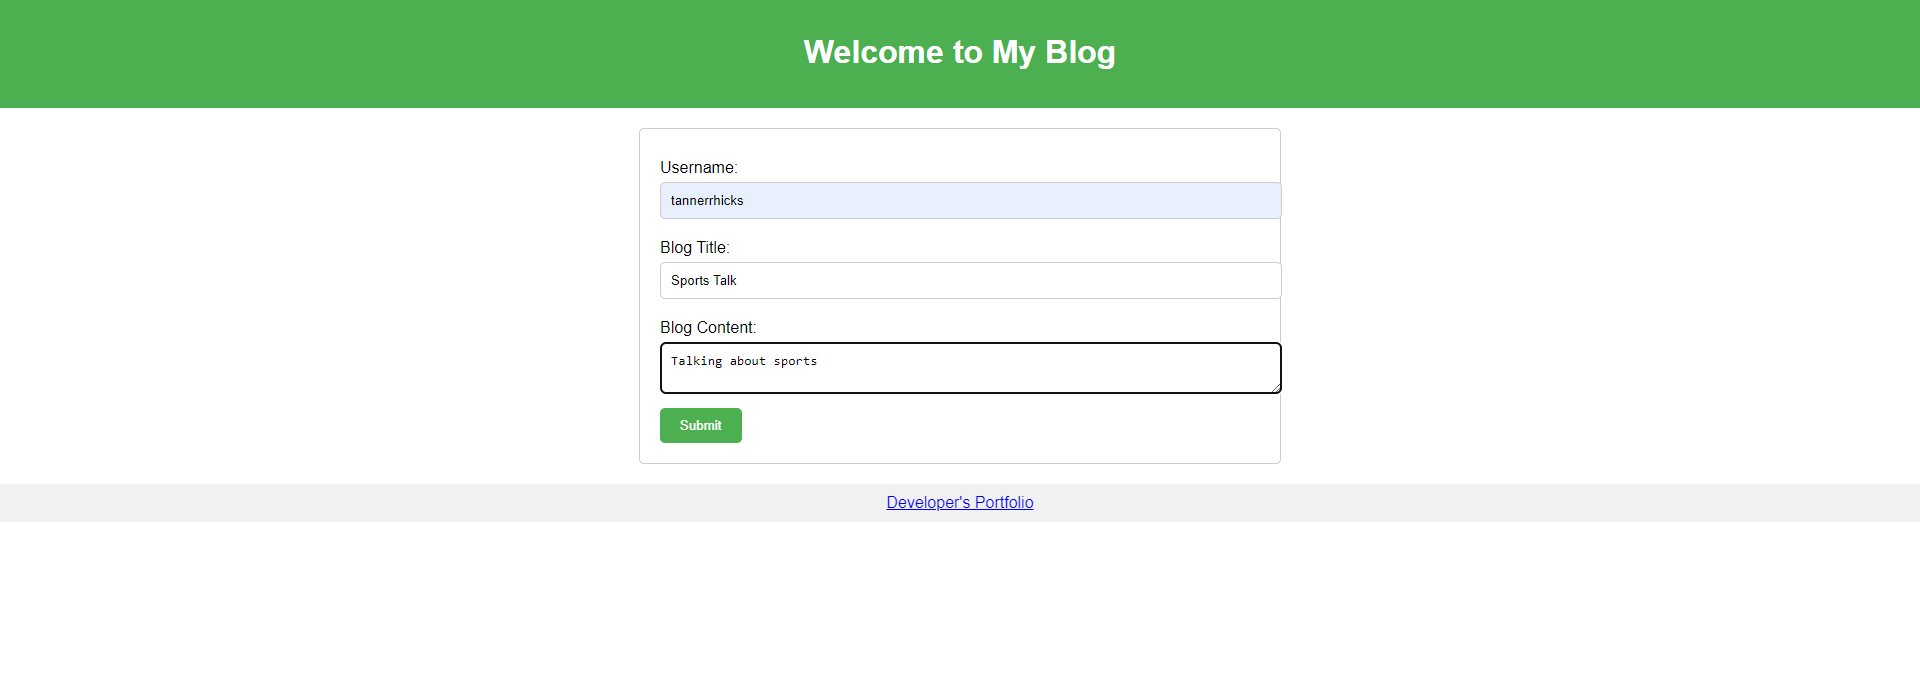 Welcome to My Blog
Username:
tannerrhicks
Blog Title:
Sports Talk
Blog Content:
Talking about sports
Submit
Developer's Portfolio